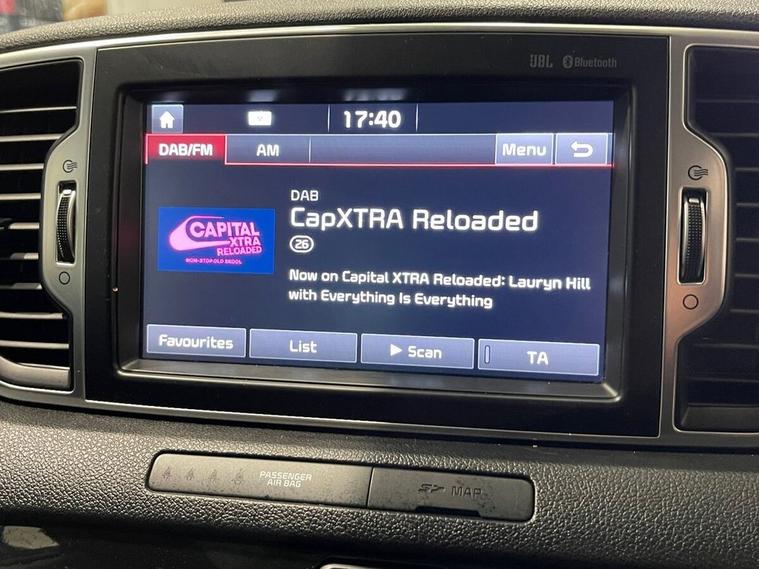 JBL Bluetooth
17:40
DAB/FM AM Menu
DAB
CapXTRA Reloaded
26
CAPITAL
XTRA
RELOADED
NON-STOP OLD SKOOL
Now on Capital XTRA Reloaded: Lauryn Hill
with Everything Is Everything
Favourites List Scan TA
PASSENGER
AIR BAG
SD MAP